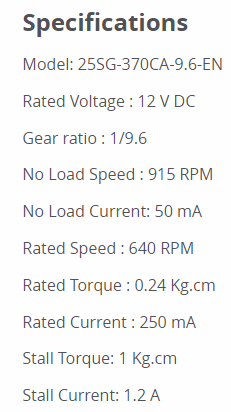 Specifications
Model: 25SG-370CA-9.6-EN
Rated Voltage : 12 V DC
Gear ratio : 1/9.6
No Load Speed : 915 RPM
No Load Current: 50 mA
Rated Speed : 640 RPM
Rated Torque : 0.24 Kg.cm
Rated Current : 250 mA
Stall Torque: 1 Kg.cm
Stall Current: 1.2 A